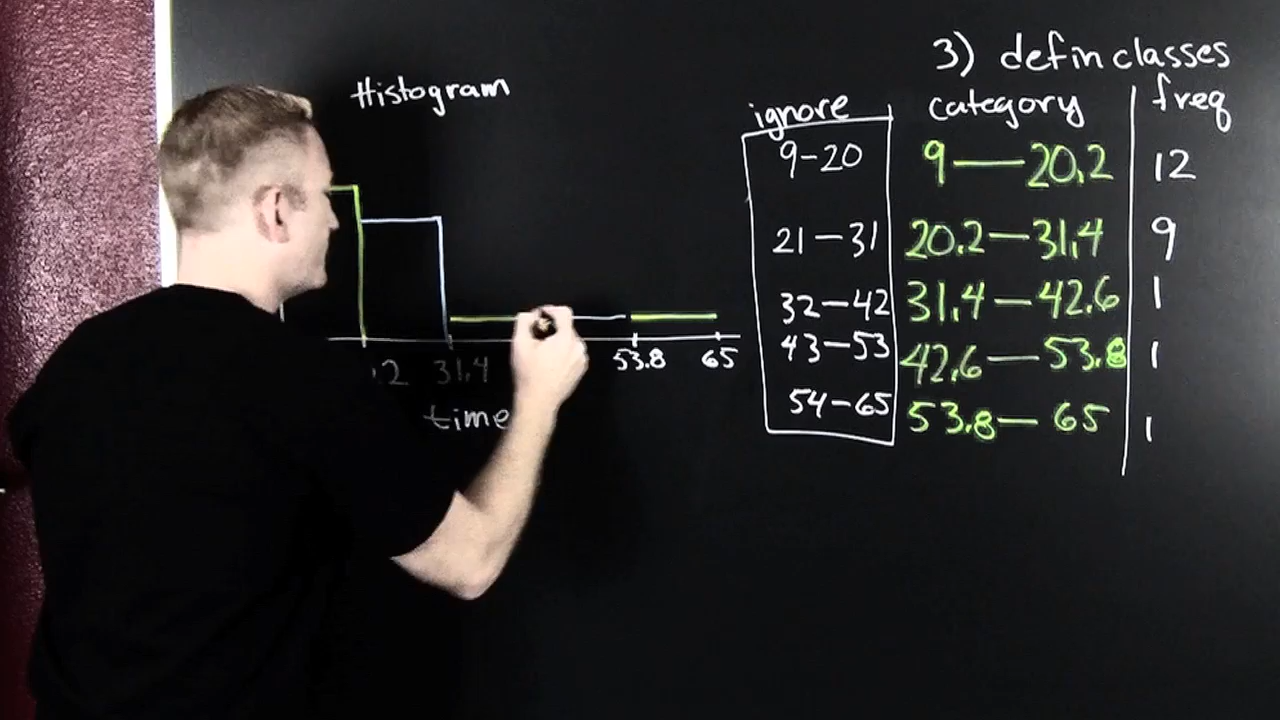 3) defin classes
Histogram
ignore category freq
9-20 9—20.2 12
21—31 20.2—31.4 9
32—42 31.4—42.6 1
43—53 42.6—53.8 1
54-65 53.8—65 1
.2 31.4 53.8 65
time